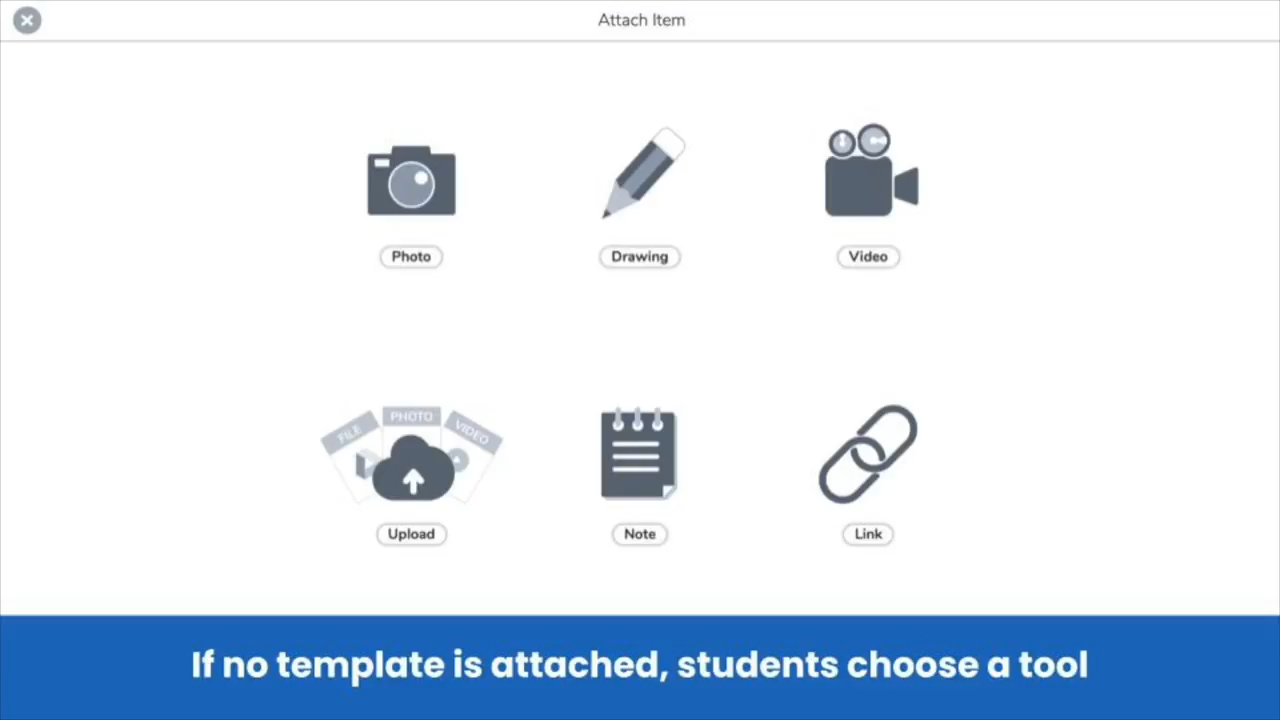 Attach Item
Photo
Drawing
Video
FILE
PHOTO
VIDEO
Upload
Note
Link
If no template is attached, students choose a tool